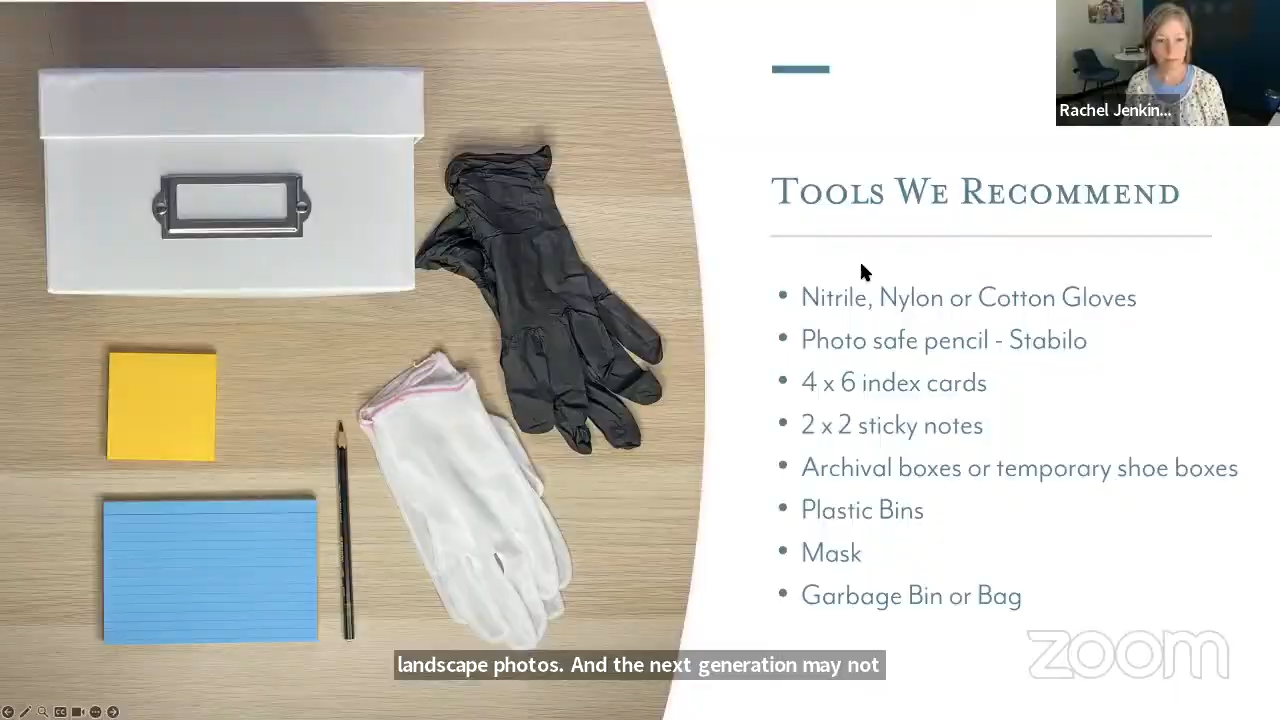 Rachel Jenkin...
TOOLS WE RECOMMEND
• Nitrile, Nylon or Cotton Gloves
• Photo safe pencil - Stabilo
• 4 x 6 index cards
• 2 x 2 sticky notes
• Archival boxes or temporary shoe boxes
• Plastic Bins
• Mask
• Garbage Bin or Bag
zoom
landscape photos. And the next generation may not